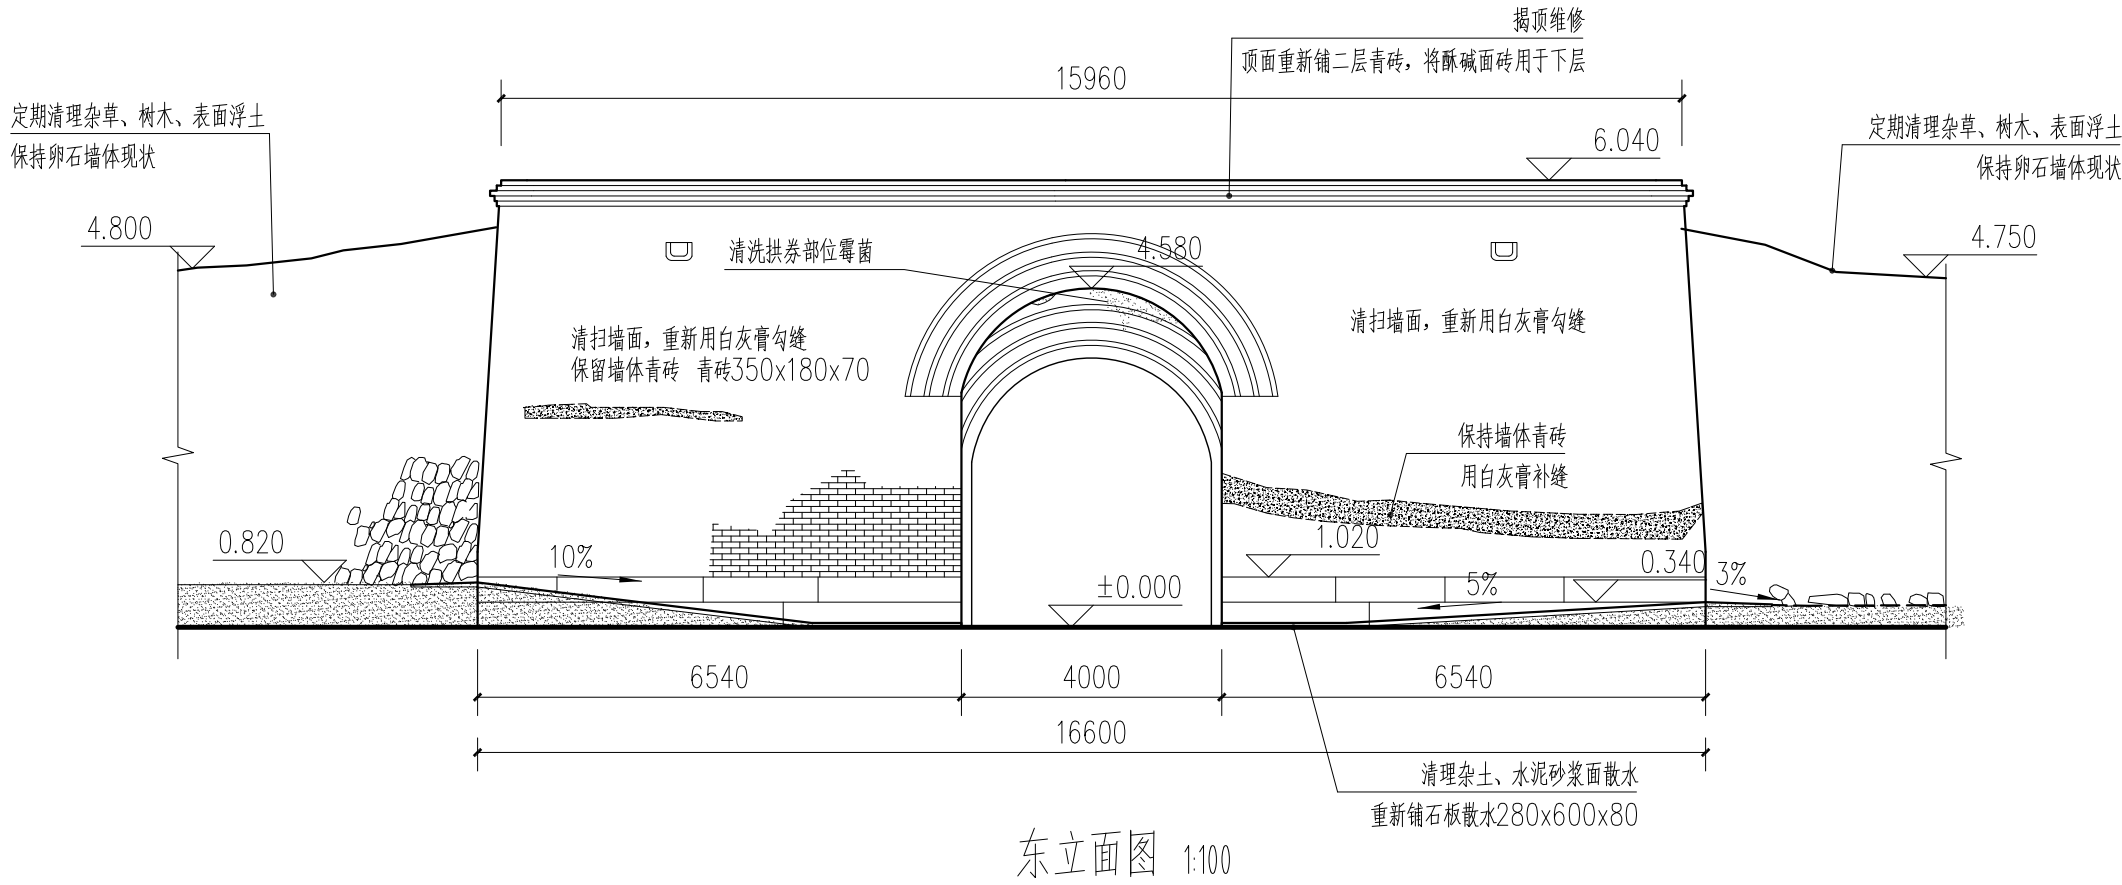 揭顶维修
顶面重新铺二层青砖，将酥碱面砖用于下层
15960
定期清理杂草、树木、表面浮土
保持卵石墙体现状
定期清理杂草、树木、表面浮土
保持卵石墙体现状
6.040
4.800
清洗拱券部位霉菌
4.580
4.750
清扫墙面，重新用白灰膏勾缝
保留墙体青砖 青砖350x180x70
清扫墙面，重新用白灰膏勾缝
保持墙体青砖
用白灰膏补缝
0.820
10%
1.020
±0.000
0.340
5%
3%
6540
4000
6540
16600
清理杂土、水泥砂浆面散水
重新铺石板散水280x600x80
东立面图 1:100